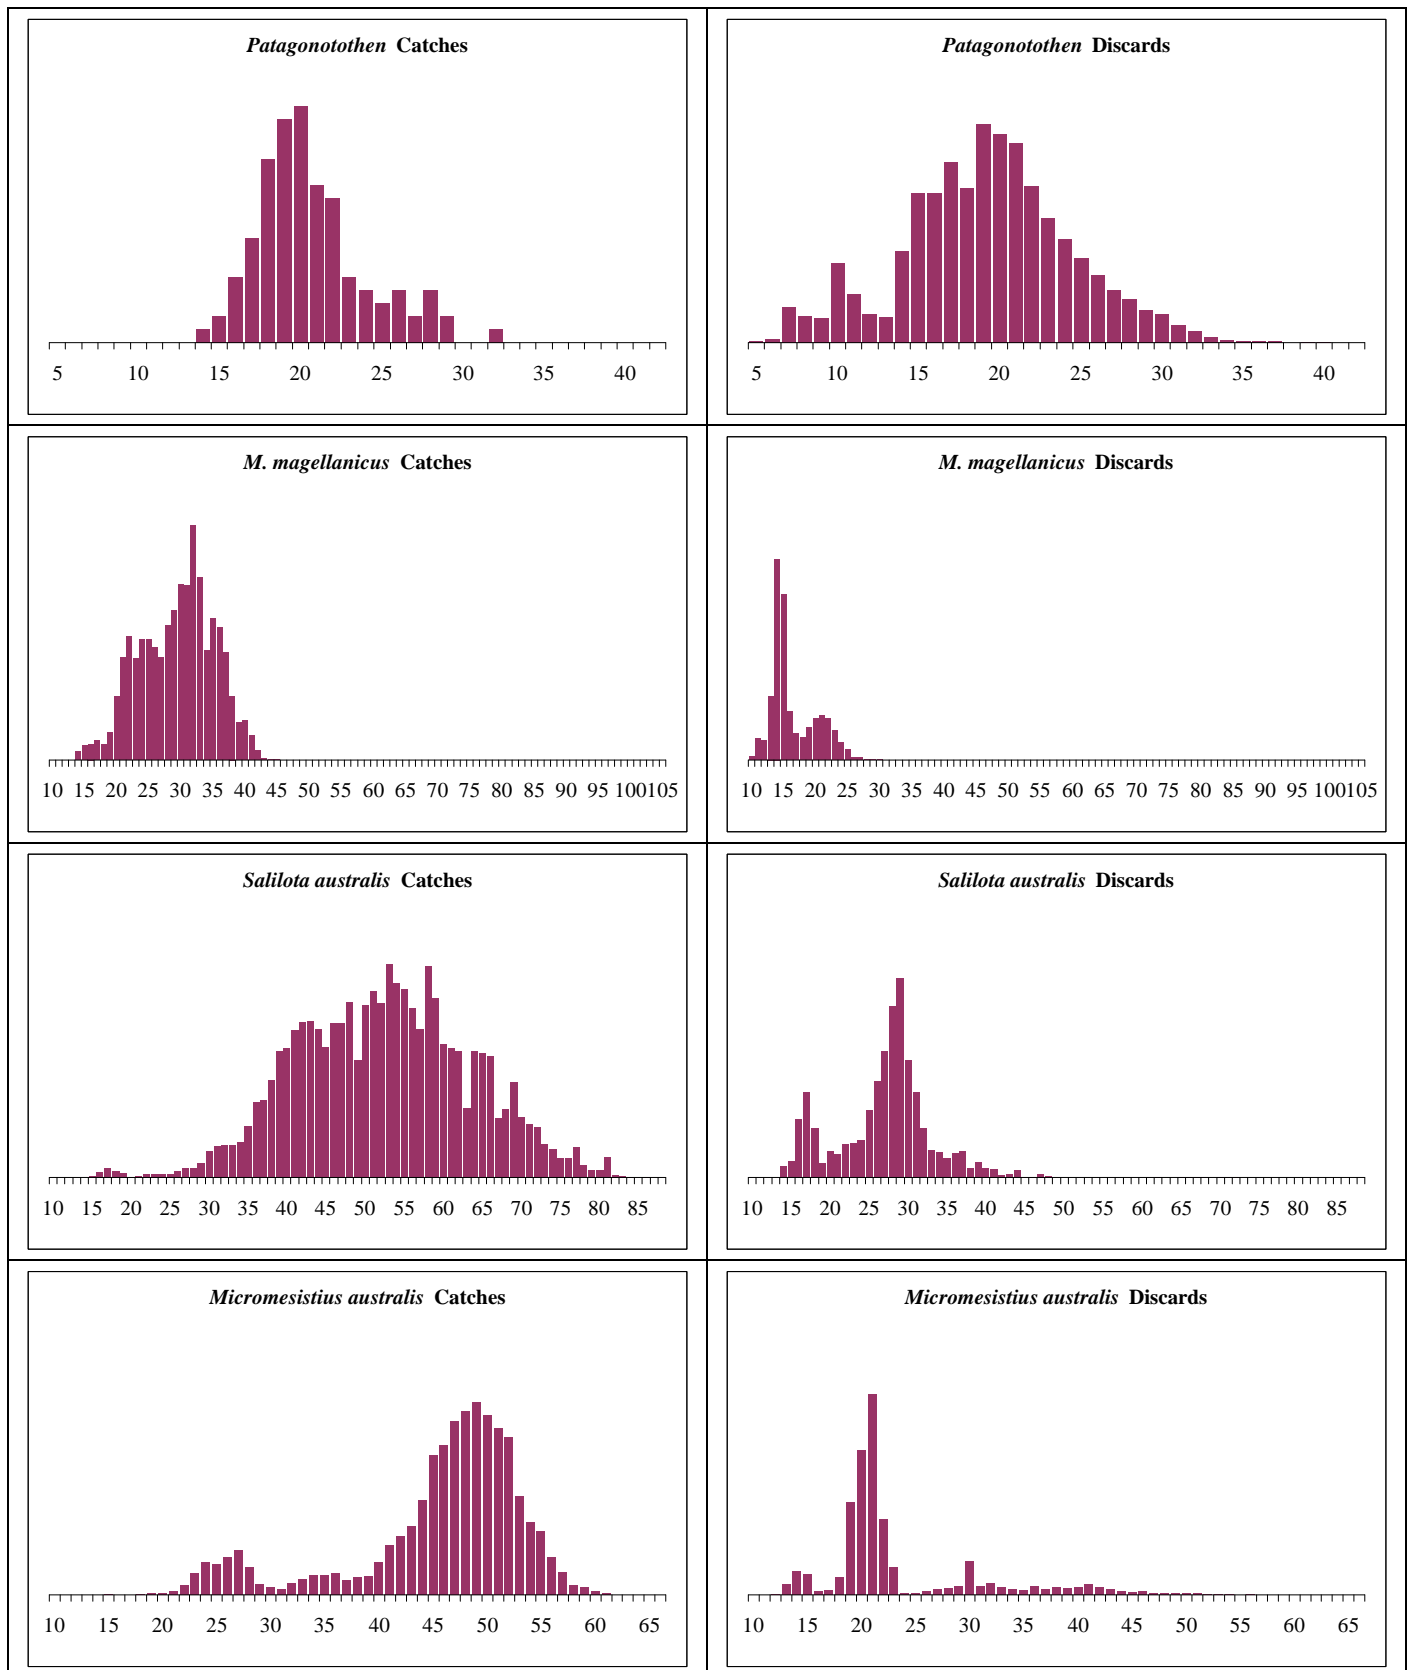 Patagonotothen Catches
5 10 15 20 25 30 35 40
Patagonotothen Discards
5 10 15 20 25 30 35 40
M. magellanicus Catches
10 15 20 25 30 35 40 45 50 55 60 65 70 75 80 85 90 95 100105
M. magellanicus Discards
10 15 20 25 30 35 40 45 50 55 60 65 70 75 80 85 90 95 100105
Salilota australis Catches
10 15 20 25 30 35 40 45 50 55 60 65 70 75 80 85
Salilota australis Discards
10 15 20 25 30 35 40 45 50 55 60 65 70 75 80 85
Micromesistius australis Catches
10 15 20 25 30 35 40 45 50 55 60 65
Micromesistius australis Discards
10 15 20 25 30 35 40 45 50 55 60 65